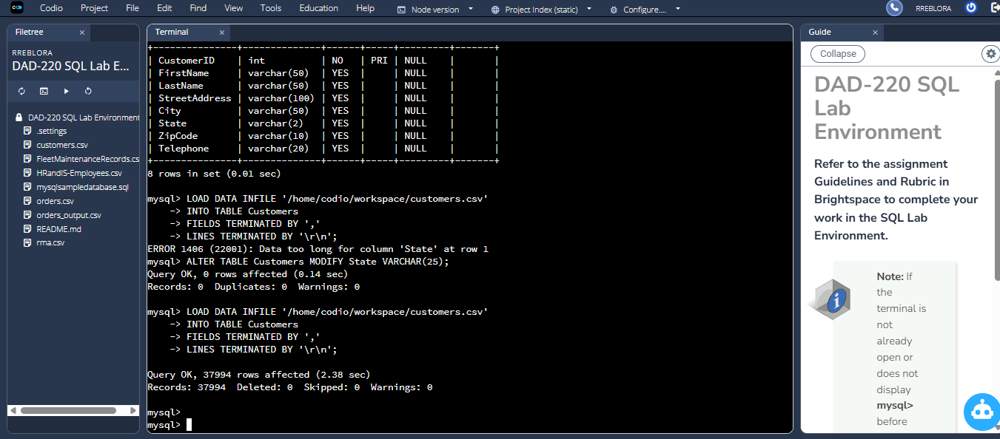 Codio Project File Edit Find View Tools Education Help Node version Project Index (static) Configure.... RREBLORA
Filetree ×
RREBLORA
DAD-220 SQL Lab E...
DAD-220 SQL Lab Environment
.settings
customers.csv
FleetMaintenanceRecords.cs
HRandIS-Employees.csv
mysqlsampledatabase.sql
orders.csv
orders_output.csv
README.md
rma.csv
Terminal ×
+---------------+--------------+------+-----+---------+-------+
| CustomerID    | int          | NO   | PRI | NULL    |       |
| FirstName     | varchar(50)  | YES  |     | NULL    |       |
| LastName      | varchar(50)  | YES  |     | NULL    |       |
| StreetAddress | varchar(100) | YES  |     | NULL    |       |
| City          | varchar(50)  | YES  |     | NULL    |       |
| State         | varchar(2)   | YES  |     | NULL    |       |
| ZipCode       | varchar(10)  | YES  |     | NULL    |       |
| Telephone     | varchar(20)  | YES  |     | NULL    |       |
+---------------+--------------+------+-----+---------+-------+
8 rows in set (0.01 sec)
mysql> LOAD DATA INFILE '/home/codio/workspace/customers.csv'
    -> INTO TABLE Customers
    -> FIELDS TERMINATED BY ','
    -> LINES TERMINATED BY '\r\n';
ERROR 1406 (22001): Data too long for column 'State' at row 1
mysql> ALTER TABLE Customers MODIFY State VARCHAR(25);
Query OK, 0 rows affected (0.14 sec)
Records: 0  Duplicates: 0  Warnings: 0
mysql> LOAD DATA INFILE '/home/codio/workspace/customers.csv'
    -> INTO TABLE Customers
    -> FIELDS TERMINATED BY ','
    -> LINES TERMINATED BY '\r\n';
Query OK, 37994 rows affected (2.38 sec)
Records: 37994  Deleted: 0  Skipped: 0  Warnings: 0
mysql>
mysql>
Guide ×
Collapse
DAD-220 SQL
Lab
Environment
Refer to the assignment
Guidelines and Rubric in
Brightspace to complete your
work in the SQL Lab
Environment.
Note: If
the
terminal is
not
already
open or
does not
display
mysql>
before